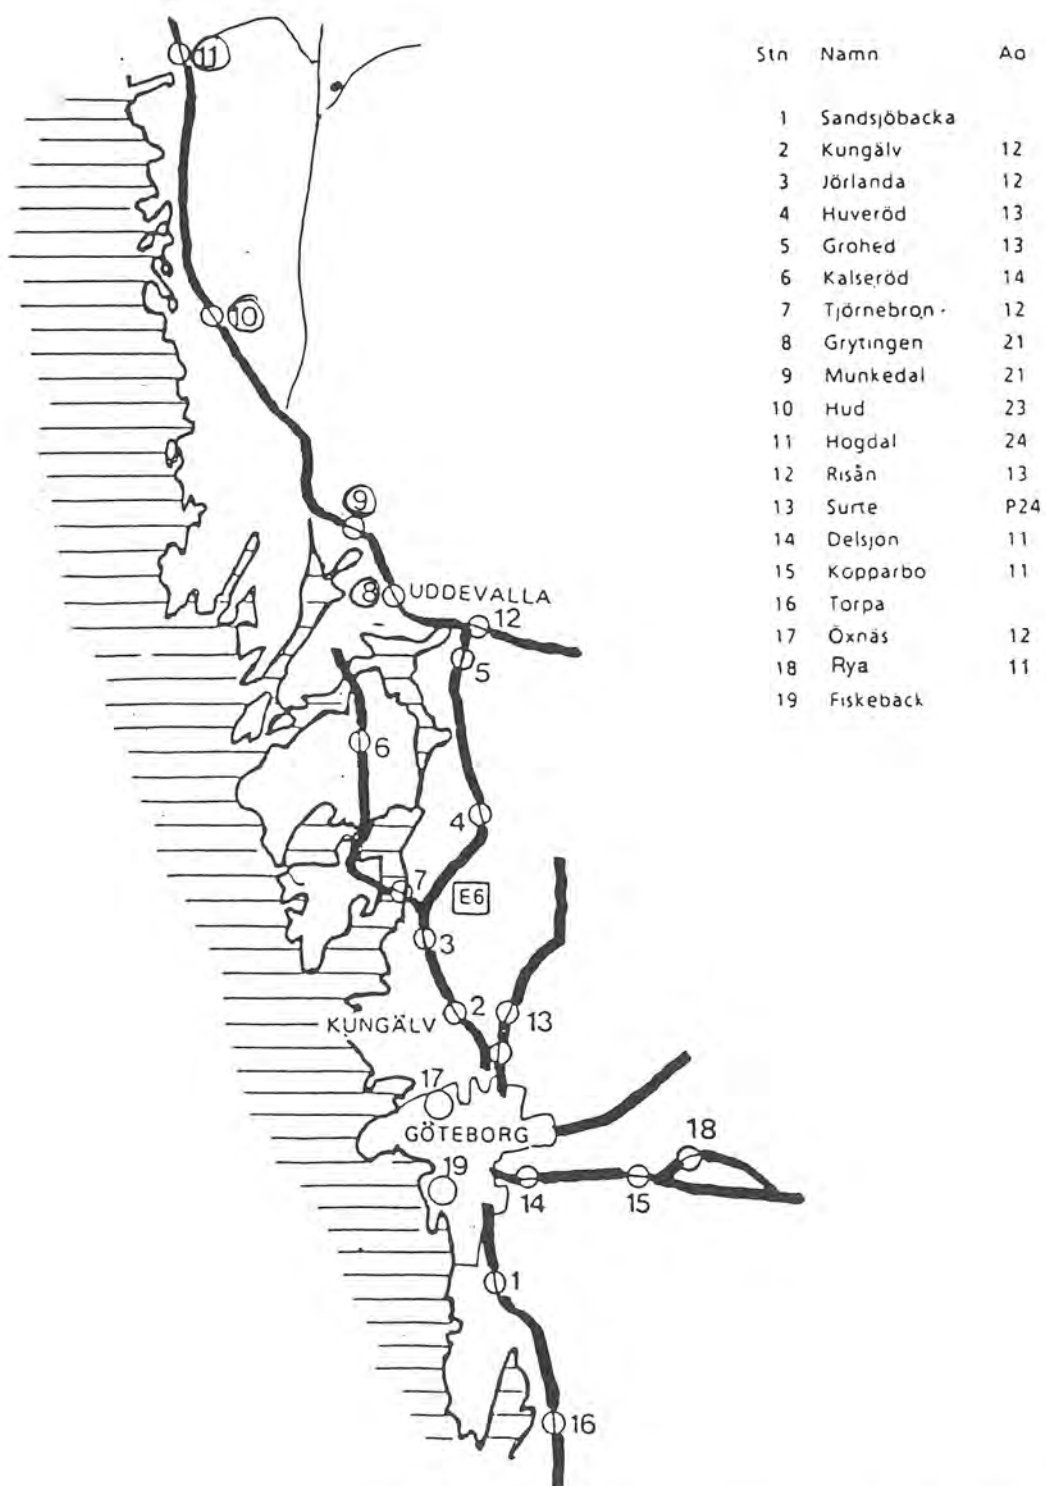 Stn Namn Ao
1 Sandsjöbacka
2 Kungälv 12
3 Jörlanda 12
4 Huveröd 13
5 Grohed 13
6 Kalseröd 14
7 Tjörnebron 12
8 Grytingen 21
9 Munkedal 21
10 Hud 23
11 Hogdal 24
12 Risån 13
13 Surte P24
14 Delsjön 11
15 Kopparbo 11
16 Torpa
17 Öxnäs 12
18 Rya 11
19 Fiskebäck
11
10
9
8 UDDEVALLA
12
5
6
4
7
E6
3
2
13
KUNGÄLV
17
GÖTEBORG
18
19
14
15
1
16